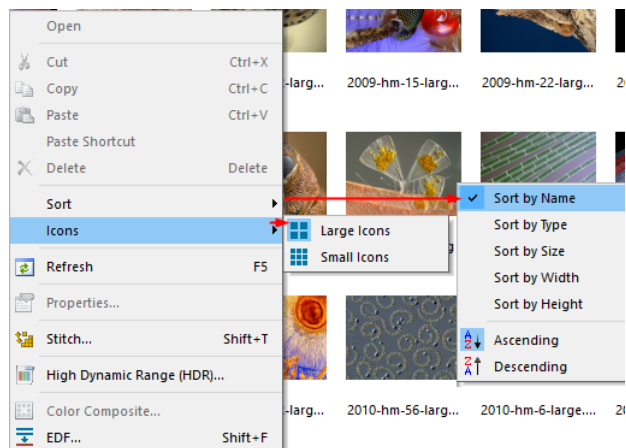 Open
Cut Ctrl+X
Copy Ctrl+C
Paste Ctrl+V
Paste Shortcut
Delete Delete
Sort
Icons
Refresh F5
Properties...
Stitch... Shift+T
High Dynamic Range (HDR)...
Color Composite...
EDF... Shift+F
Large Icons
Small Icons
Sort by Name
Sort by Type
Sort by Size
Sort by Width
Sort by Height
Ascending
Descending
-larg... 2009-hm-15-larg... 2009-hm-22-larg...
-larg... 2010-hm-56-larg... 2010-hm-6-large....